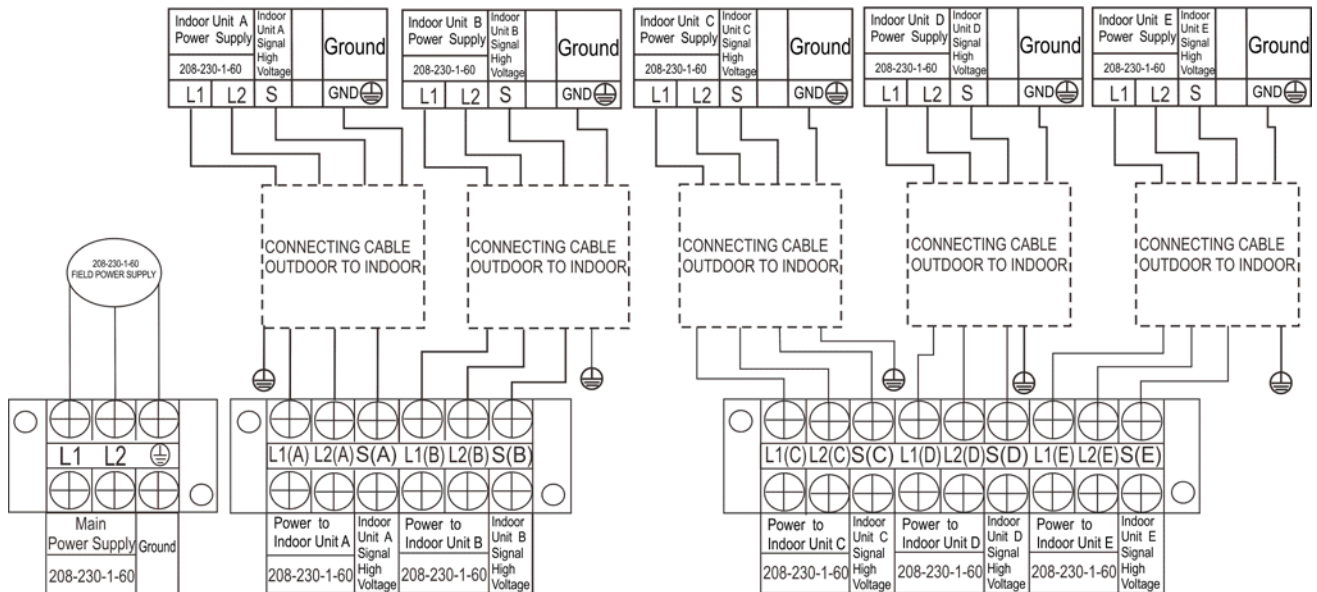 Indoor Unit A
Power Supply
208-230-1-60
Indoor
Unit A
Signal
High
Voltage
Ground
L1 L2 S GND
Indoor Unit B
Power Supply
208-230-1-60
Indoor
Unit B
Signal
High
Voltage
Ground
L1 L2 S GND
Indoor Unit C
Power Supply
208-230-1-60
Indoor
Unit C
Signal
High
Voltage
Ground
L1 L2 S GND
Indoor Unit D
Power Supply
208-230-1-60
Indoor
Unit D
Signal
High
Voltage
Ground
L1 L2 S GND
Indoor Unit E
Power Supply
208-230-1-60
Indoor
Unit E
Signal
High
Voltage
Ground
L1 L2 S GND
CONNECTING CABLE
OUTDOOR TO INDOOR
CONNECTING CABLE
OUTDOOR TO INDOOR
CONNECTING CABLE
OUTDOOR TO INDOOR
CONNECTING CABLE
OUTDOOR TO INDOOR
CONNECTING CABLE
OUTDOOR TO INDOOR
208-230-1-60
FIELD POWER SUPPLY
L1 L2
Main
Power Supply
208-230-1-60
Ground
L1(A) L2(A) S(A) L1(B) L2(B) S(B)
Power to
Indoor Unit A
208-230-1-60
Indoor
Unit A
Signal
High
Voltage
Power to
Indoor Unit B
208-230-1-60
Indoor
Unit B
Signal
High
Voltage
L1(C) L2(C) S(C) L1(D) L2(D) S(D) L1(E) L2(E) S(E)
Power to
Indoor Unit C
208-230-1-60
Indoor
Unit C
Signal
High
Voltage
Power to
Indoor Unit D
208-230-1-60
Indoor
Unit D
Signal
High
Voltage
Power to
Indoor Unit E
208-230-1-60
Indoor
Unit E
Signal
High
Voltage